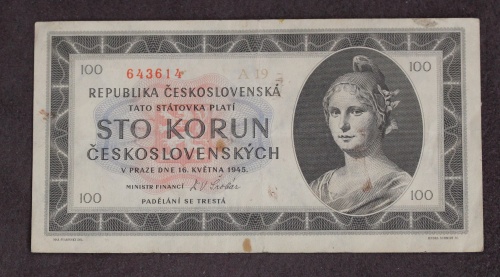 100 643614 A 19 100
REPUBLIKA ČESKOSLOVENSKÁ
TATO STÁTOVKA PLATÍ
STO KORUN
ČESKOSLOVENSKÝCH
V PRAZE DNE 16. KVĚTNA 1945.
MINISTR FINANCÍ
100 PADĚLÁNÍ SE TRESTÁ 100